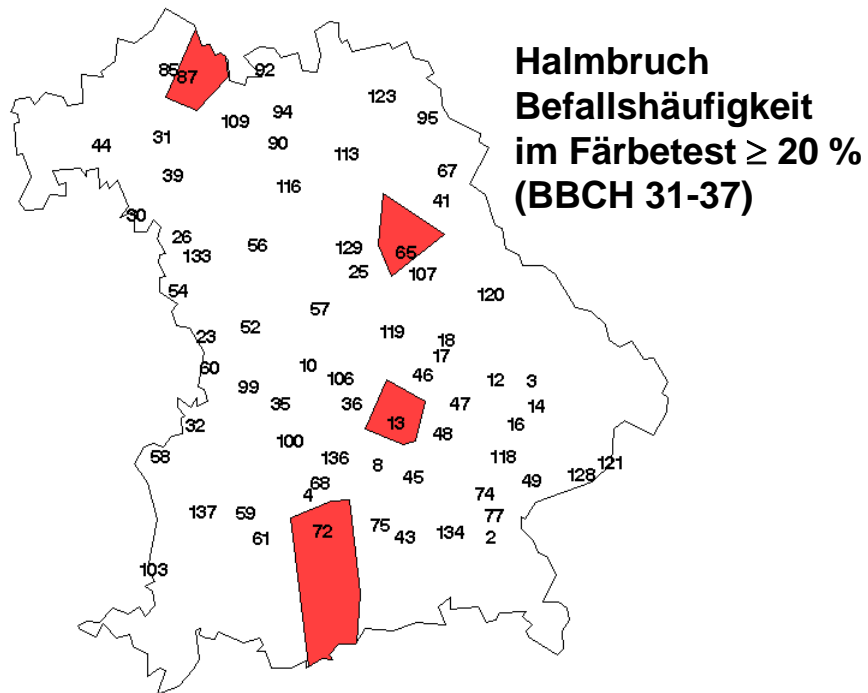 Halmbruch
Befallshäufigkeit
im Färbetest ≥ 20 %
(BBCH 31-37)
85 87 92
123
94 95
109
44 31 90
113
39 116 67
41
30
26 133 56 129 65
25 107
54 120
57
23 52 119 18
17
60 10 106 46 12 3
99
35 36 47 14
32 13 16
100 48
58 136 8 118 121
68 45 49 128
4 74
137 59 77
61 72 75 43 134 2
103